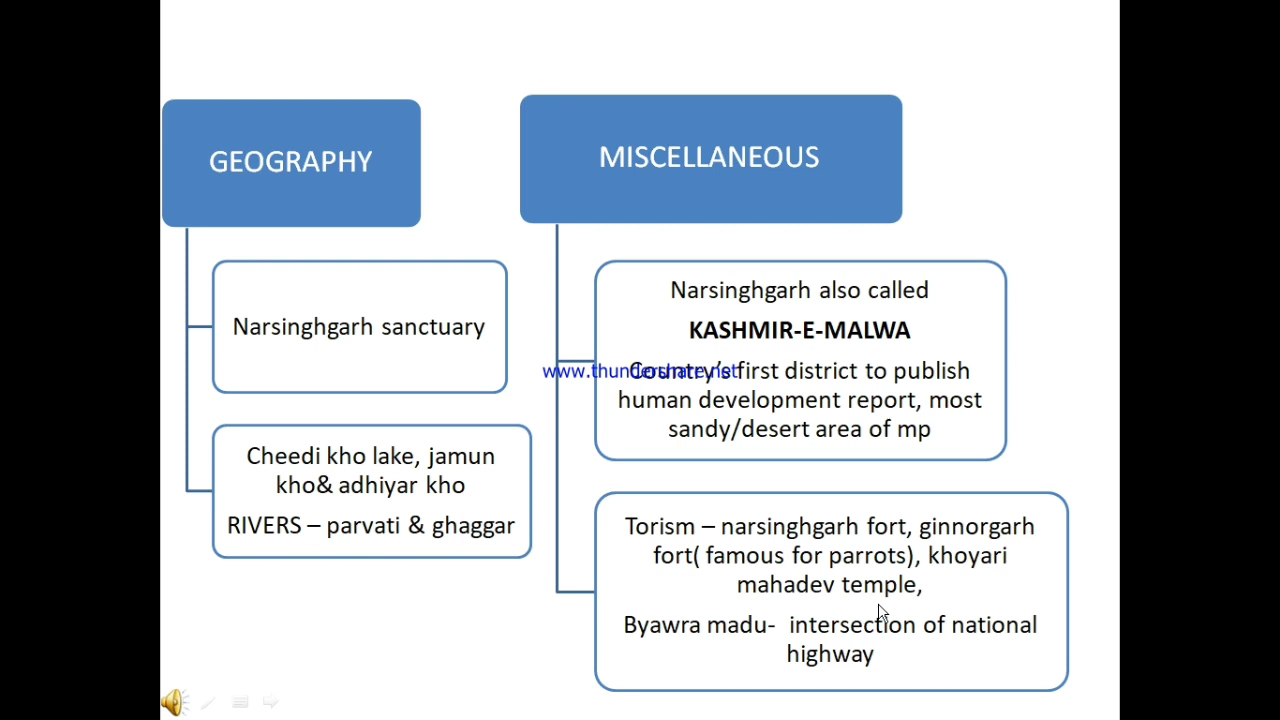 GEOGRAPHY
Narsinghgarh sanctuary
Cheedi kho lake, jamun
kho& adhiyar kho
RIVERS – parvati & ghaggar
MISCELLANEOUS
Narsinghgarh also called
KASHMIR-E-MALWA
Country's first district to publish
human development report, most
sandy/desert area of mp
www.thundershare.net
Torism – narsinghgarh fort, ginnorgarh
fort( famous for parrots), khoyari
mahadev temple,
Byawra madu-  intersection of national
highway